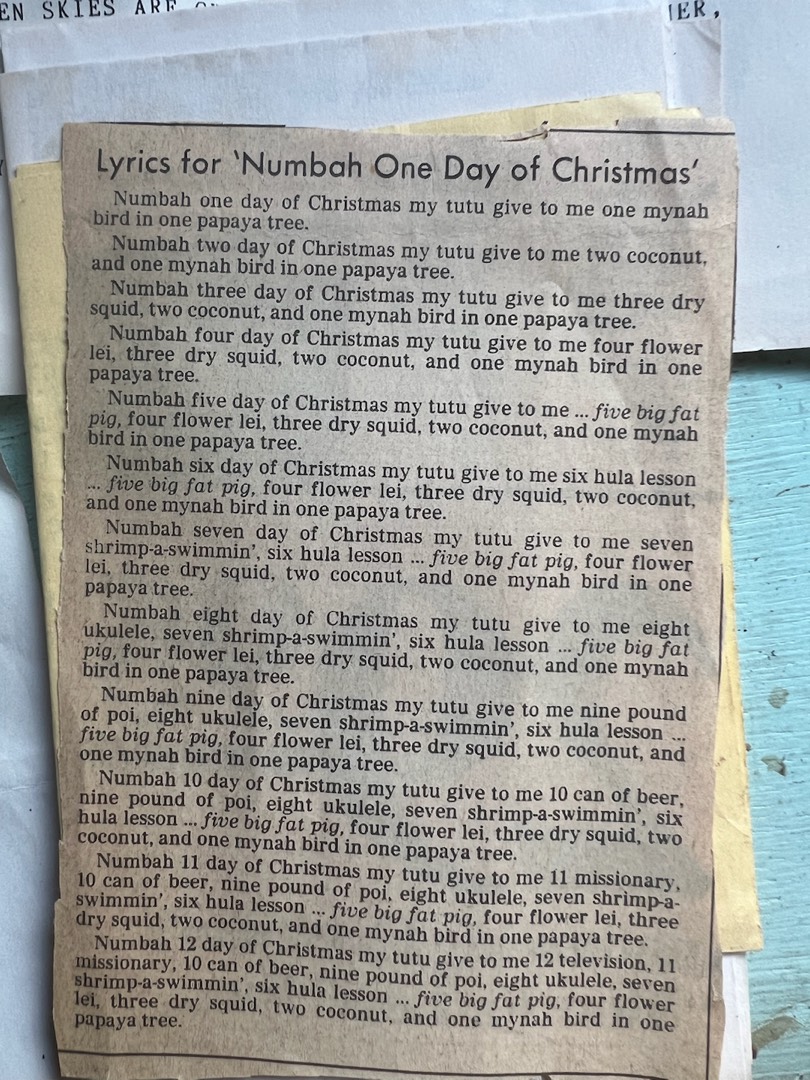 EN SKIES ARE
Lyrics for 'Numbah One Day of Christmas'
Numbah one day of Christmas my tutu give to me one mynah
bird in one papaya tree.
Numbah two day of Christmas my tutu give to me two coconut,
and one mynah bird in one papaya tree.
Numbah three day of Christmas my tutu give to me three dry
squid, two coconut, and one mynah bird in one papaya tree.
Numbah four day of Christmas my tutu give to me four flower
lei, three dry squid, two coconut, and one mynah bird in one
papaya tree.
Numbah five day of Christmas my tutu give to me ... five big fat
pig, four flower lei, three dry squid, two coconut, and one mynah
bird in one papaya tree.
Numbah six day of Christmas my tutu give to me six hula lesson
... five big fat pig, four flower lei, three dry squid, two coconut,
and one mynah bird in one papaya tree.
Numbah seven day of Christmas my tutu give to me seven
shrimp-a-swimmin', six hula lesson ... five big fat pig, four flower
lei, three dry squid, two coconut, and one mynah bird in one
papaya tree.
Numbah eight day of Christmas my tutu give to me eight
ukulele, seven shrimp-a-swimmin', six hula lesson ... five big fat
pig, four flower lei, three dry squid, two coconut, and one mynah
bird in one papaya tree.
Numbah nine day of Christmas my tutu give to me nine pound
of poi, eight ukulele, seven shrimp-a-swimmin', six hula lesson ...
five big fat pig, four flower lei, three dry squid, two coconut, and
one mynah bird in one papaya tree.
Numbah 10 day of Christmas my tutu give to me 10 can of beer,
nine pound of poi, eight ukulele, seven shrimp-a-swimmin', six
hula lesson ... five big fat pig, four flower lei, three dry squid, two
coconut, and one mynah bird in one papaya tree.
Numbah 11 day of Christmas my tutu give to me 11 missionary,
10 can of beer, nine pound of poi, eight ukulele, seven shrimp-a-
swimmin', six hula lesson ... five big fat pig, four flower lei, three
dry squid, two coconut, and one mynah bird in one papaya tree.
Numbah 12 day of Christmas my tutu give to me 12 television, 11
missionary, 10 can of beer, nine pound of poi, eight ukulele, seven
shrimp-a-swimmin', six hula lesson ... five big fat pig, four flower
lei, three dry squid, two coconut, and one mynah bird in one
papaya tree.